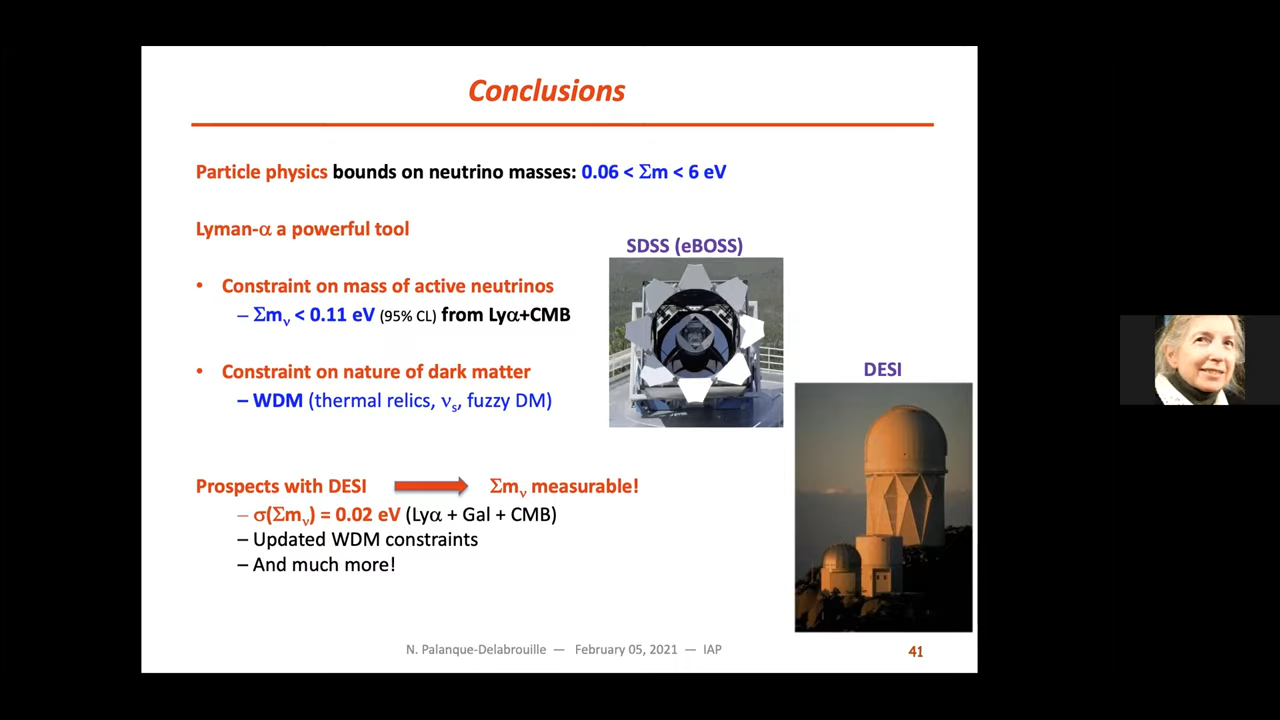 Conclusions
Particle physics bounds on neutrino masses: 0.06 < Σm < 6 eV
Lyman-α a powerful tool
• Constraint on mass of active neutrinos
– Σmν < 0.11 eV (95% CL) from Lyα+CMB
• Constraint on nature of dark matter
– WDM (thermal relics, νs, fuzzy DM)
SDSS (eBOSS)
DESI
Prospects with DESI Σmν measurable!
– σ(Σmν) = 0.02 eV (Lyα + Gal + CMB)
– Updated WDM constraints
– And much more!
N. Palanque-Delabrouille — February 05, 2021 — IAP
41